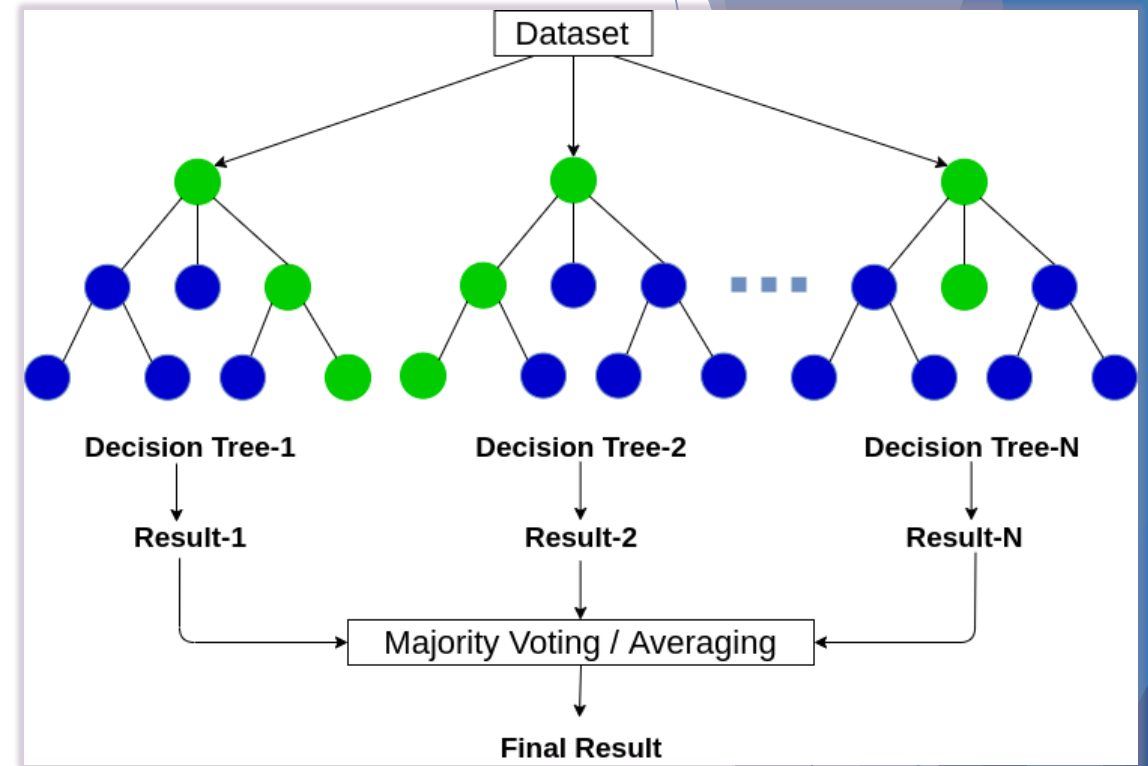 Dataset
Decision Tree-1
Decision Tree-2
Decision Tree-N
Result-1
Result-2
Result-N
Majority Voting / Averaging
Final Result